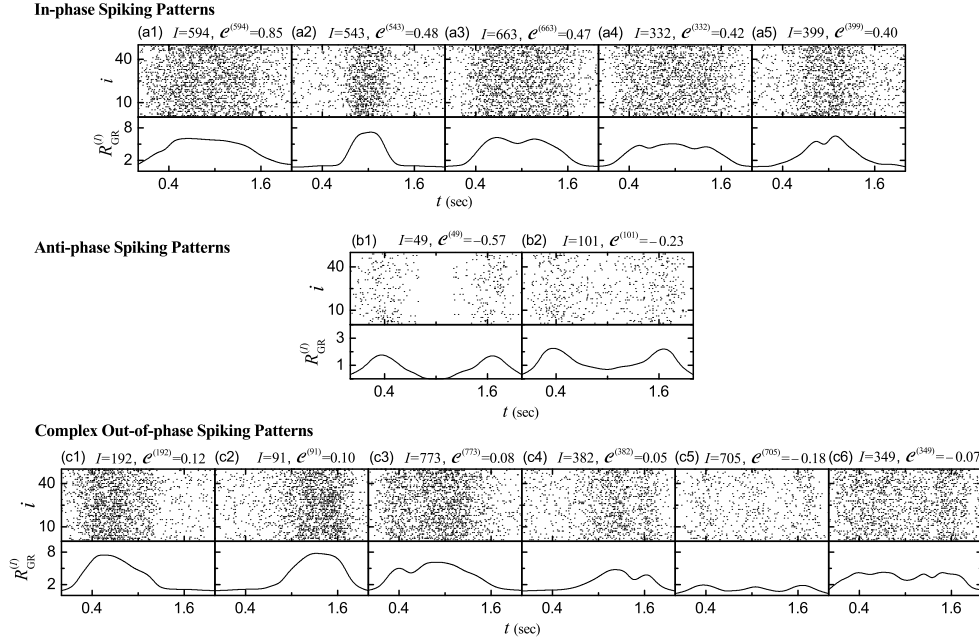 In-phase Spiking Patterns
(a1) I=594, 𝒞^(594)=0.85 (a2) I=543, 𝒞^(543)=0.48 (a3) I=663, 𝒞^(663)=0.47 (a4) I=332, 𝒞^(332)=0.42 (a5) I=399, 𝒞^(399)=0.40
40
i
10
8
R_GR^(I)
2
0.4 1.6 0.4 1.6 0.4 1.6 0.4 1.6 0.4 1.6
t (sec)
Anti-phase Spiking Patterns
(b1) I=49, 𝒞^(49)=−0.57 (b2) I=101, 𝒞^(101)=−0.23
40
i
10
3
R_GR^(I)
1
0.4 1.6 0.4 1.6
t (sec)
Complex Out-of-phase Spiking Patterns
(c1) I=192, 𝒞^(192)=0.12 (c2) I=91, 𝒞^(91)=0.10 (c3) I=773, 𝒞^(773)=0.08 (c4) I=382, 𝒞^(382)=0.05 (c5) I=705, 𝒞^(705)=−0.18 (c6) I=349, 𝒞^(349)=−0.07
40
i
10
8
R_GR^(I)
2
0.4 1.6 0.4 1.6 0.4 1.6 0.4 1.6 0.4 1.6 0.4 1.6
t (sec)